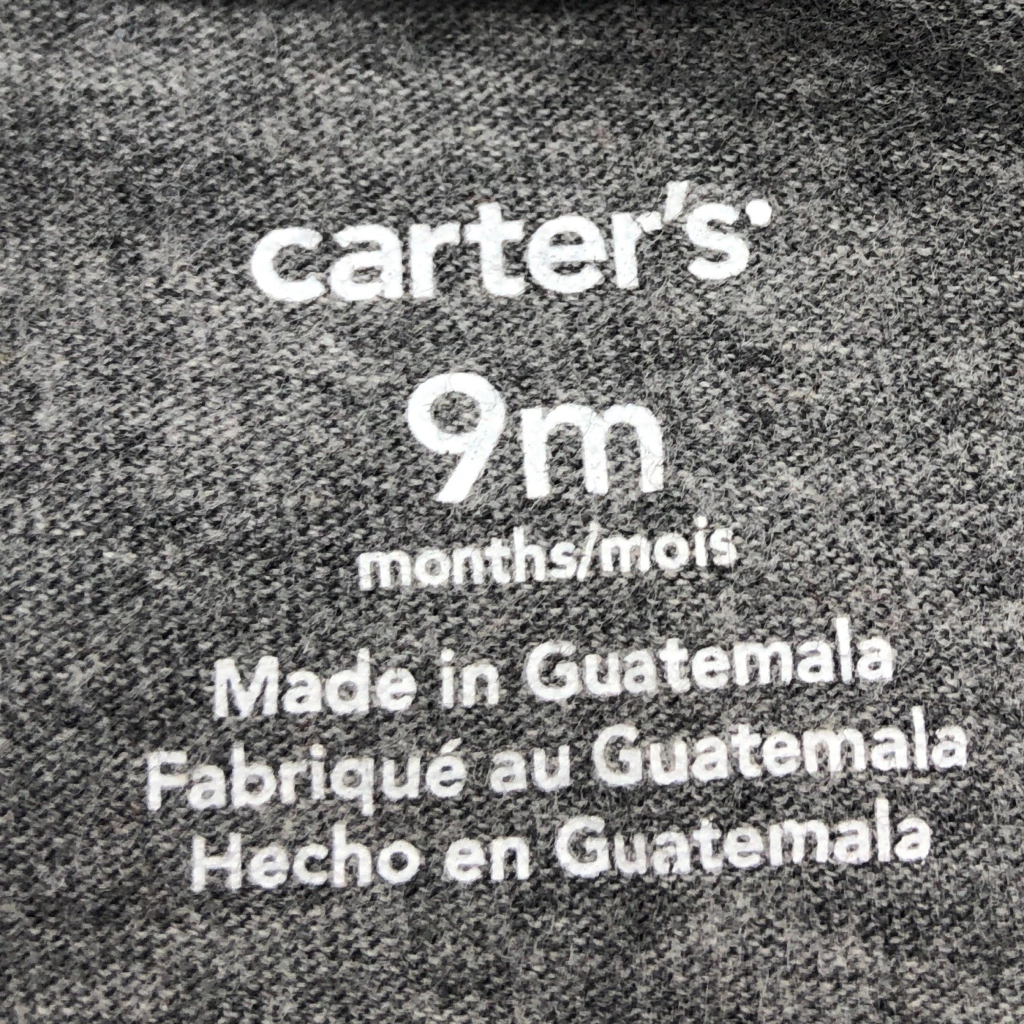 carter's
9m
months/mois
Made in Guatemala
Fabriqué au Guatemala
Hecho en Guatemala